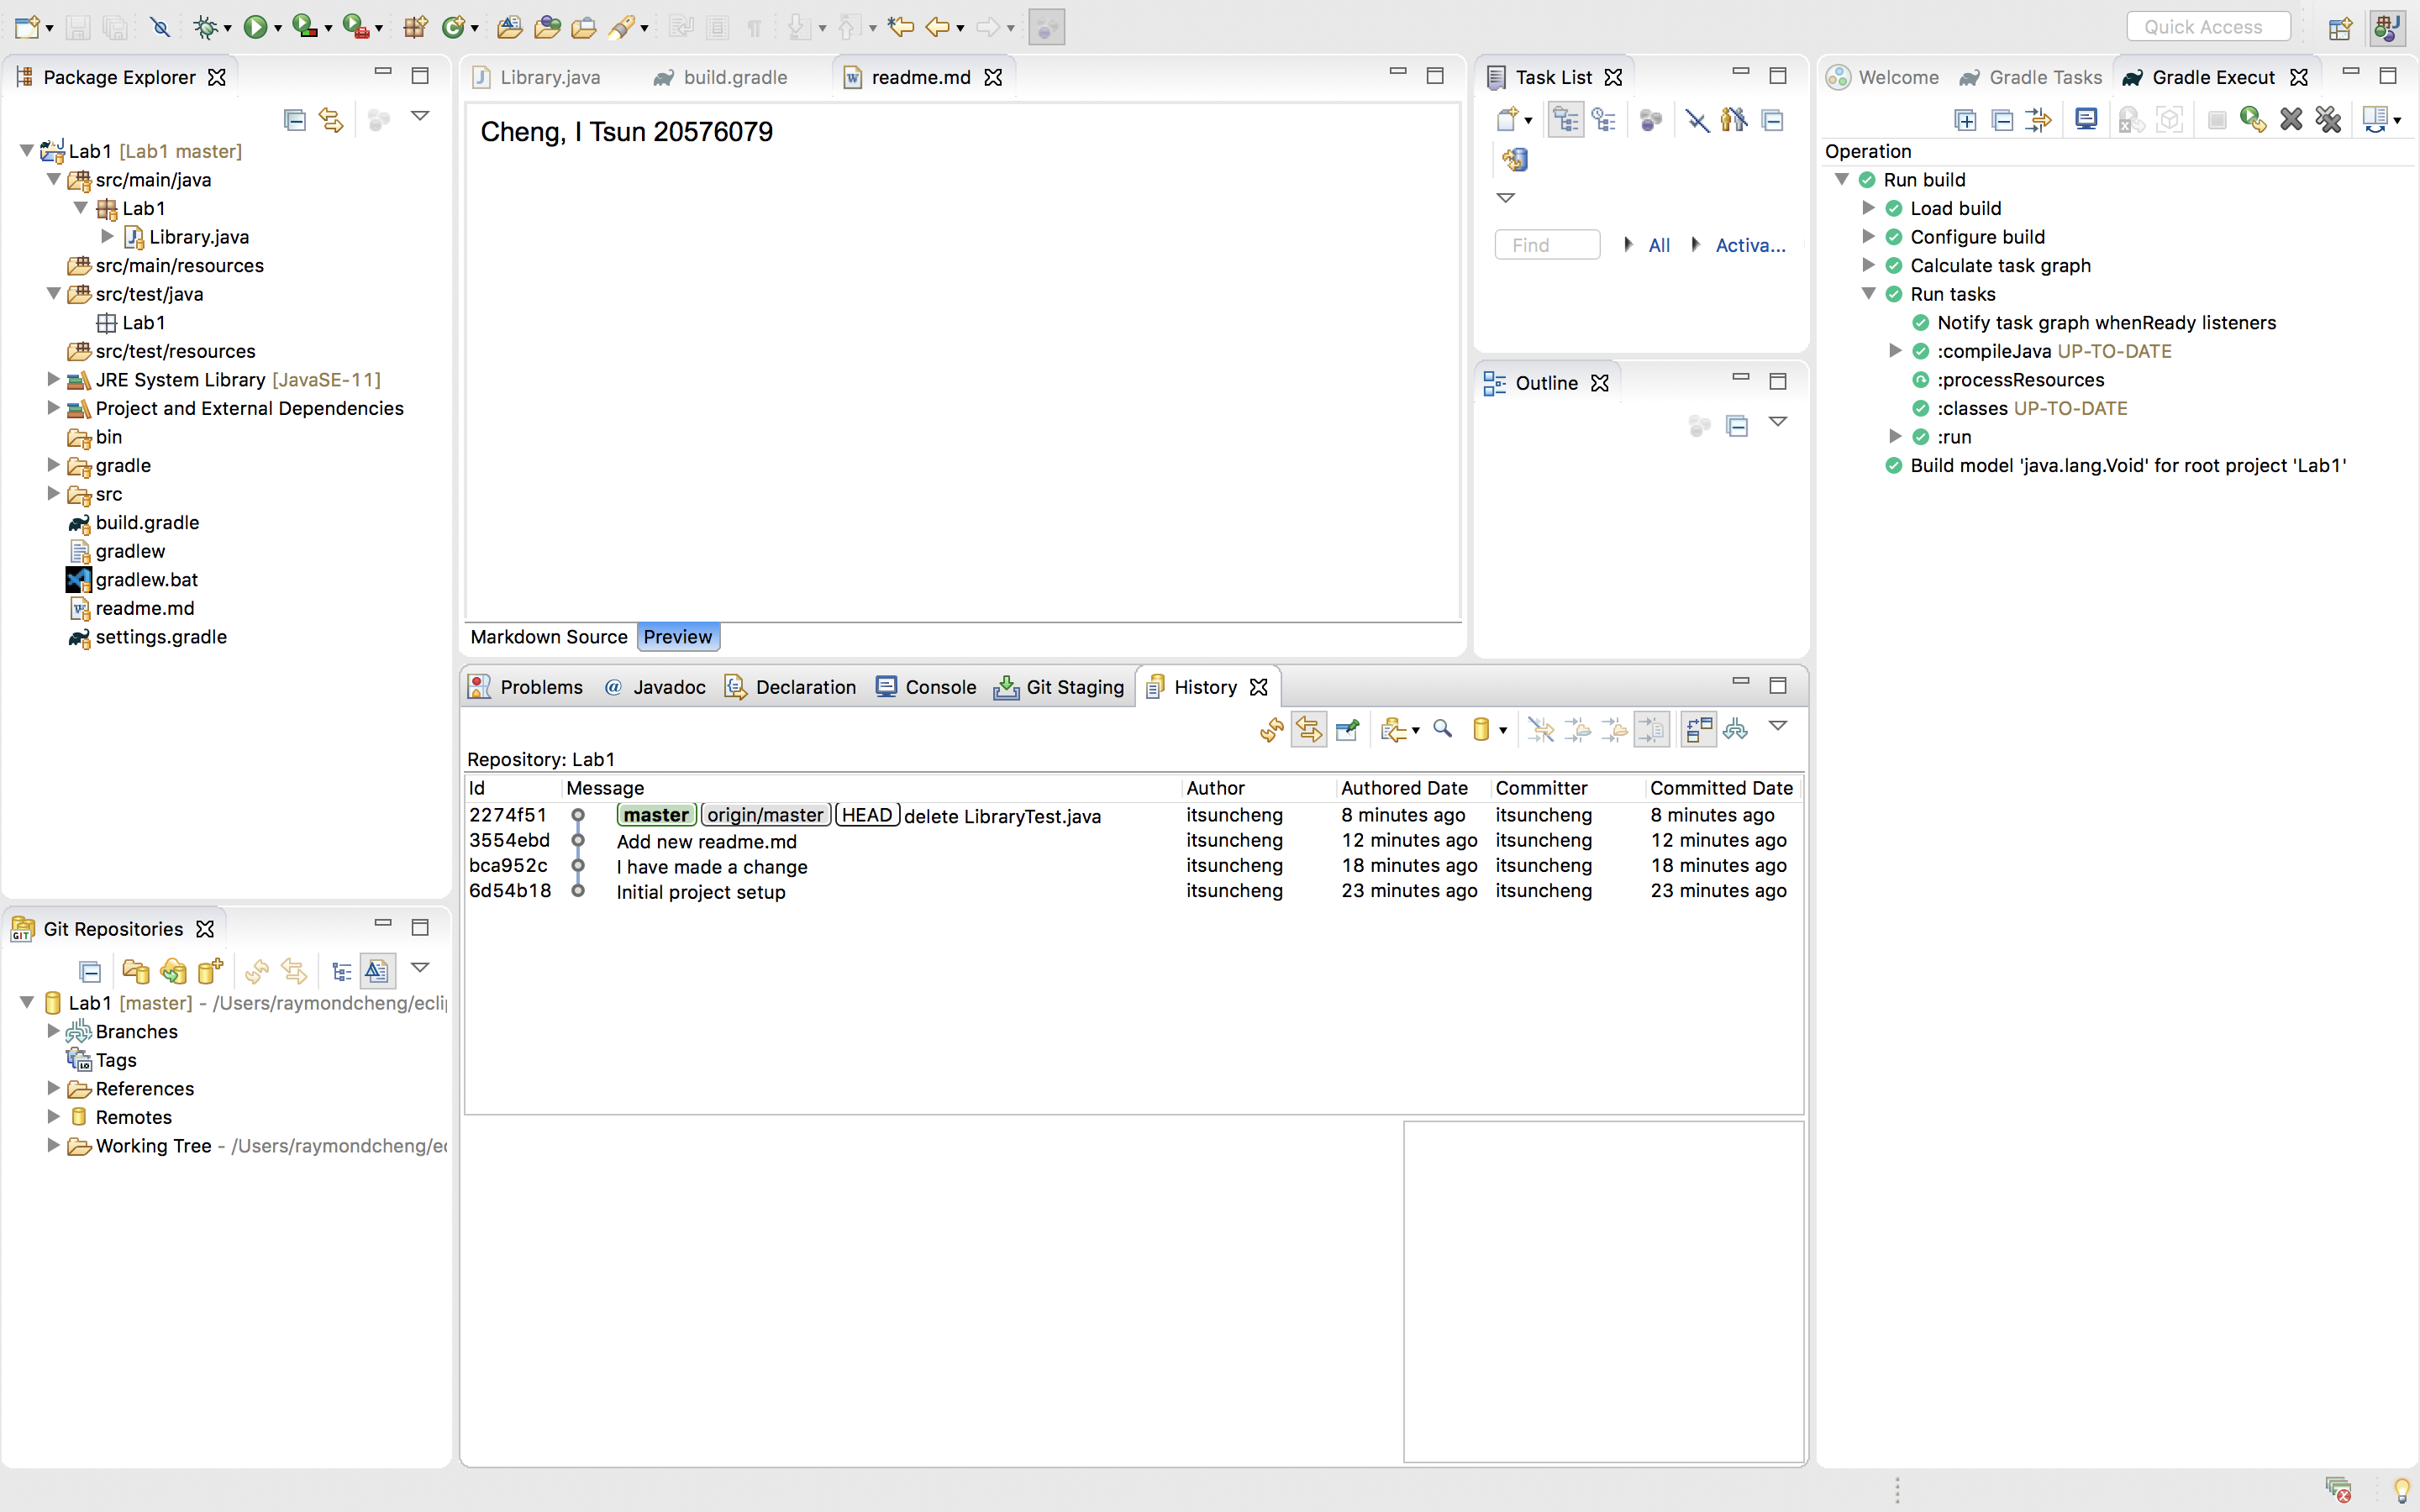 Quick Access
Package Explorer
Lab1 [Lab1 master]
src/main/java
Lab1
Library.java
src/main/resources
src/test/java
Lab1
src/test/resources
JRE System Library [JavaSE-11]
Project and External Dependencies
bin
gradle
src
build.gradle
gradlew
gradlew.bat
readme.md
settings.gradle
Library.java build.gradle readme.md
Cheng, I Tsun 20576079
Markdown Source Preview
Task List
Find All Activa...
Outline
Welcome Gradle Tasks Gradle Execut
Operation
Run build
Load build
Configure build
Calculate task graph
Run tasks
Notify task graph whenReady listeners
:compileJava UP-TO-DATE
:processResources
:classes UP-TO-DATE
:run
Build model 'java.lang.Void' for root project 'Lab1'
Problems @ Javadoc Declaration Console Git Staging History
Repository: Lab1
Id Message Author Authored Date Committer Committed Date
2274f51 master origin/master HEAD delete LibraryTest.java itsuncheng 8 minutes ago itsuncheng 8 minutes ago
3554ebd Add new readme.md itsuncheng 12 minutes ago itsuncheng 12 minutes ago
bca952c I have made a change itsuncheng 18 minutes ago itsuncheng 18 minutes ago
6d54b18 Initial project setup itsuncheng 23 minutes ago itsuncheng 23 minutes ago
Git Repositories
Lab1 [master] - /Users/raymondcheng/eclip
Branches
Tags
References
Remotes
Working Tree - /Users/raymondcheng/ec